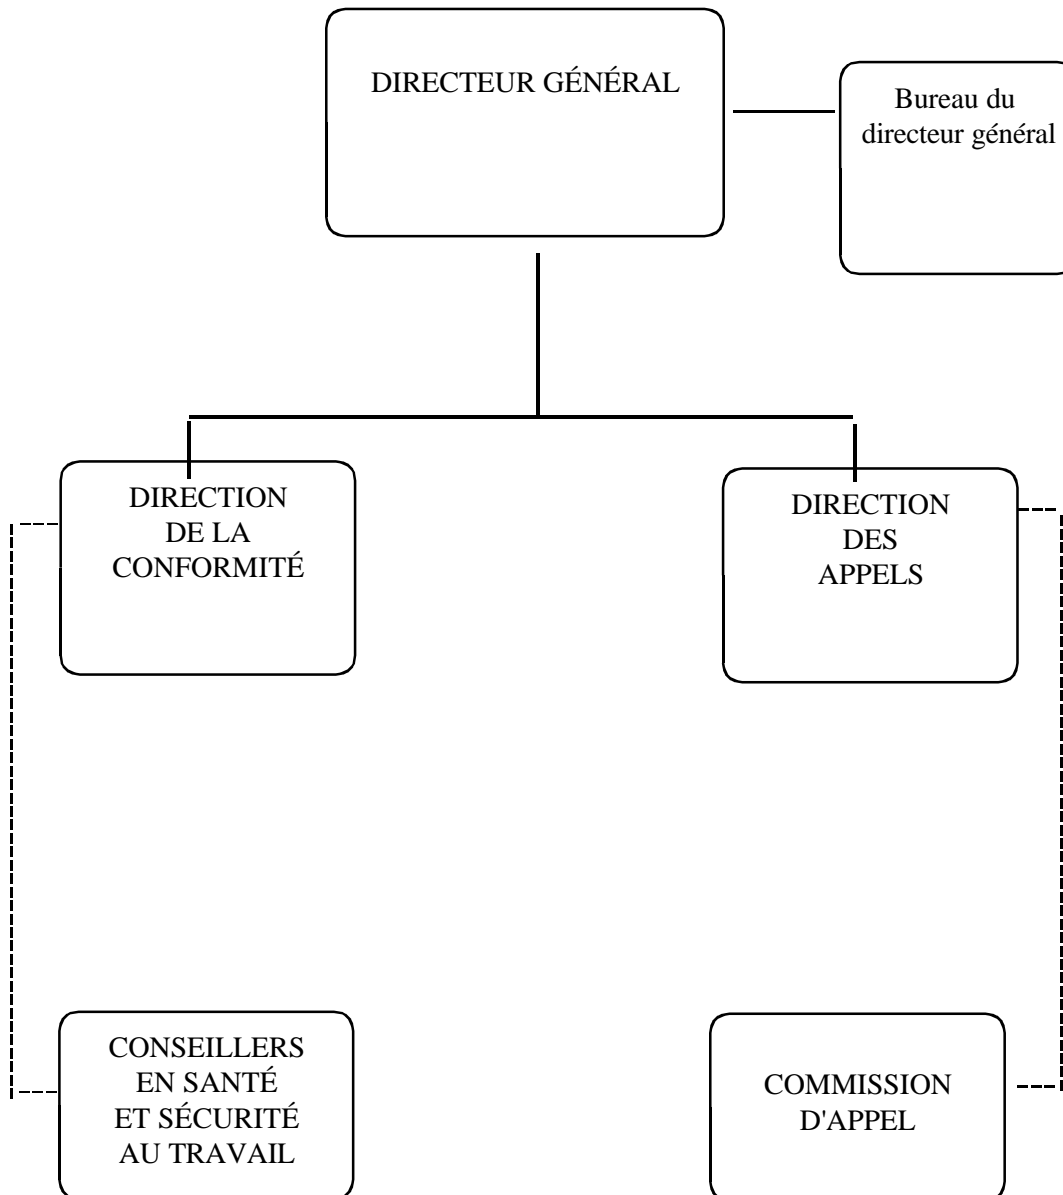 DIRECTEUR GÉNÉRAL
Bureau du
directeur général
DIRECTION
DE LA
CONFORMITÉ
DIRECTION
DES
APPELS
CONSEILLERS
EN SANTÉ
ET SÉCURITÉ
AU TRAVAIL
COMMISSION
D'APPEL